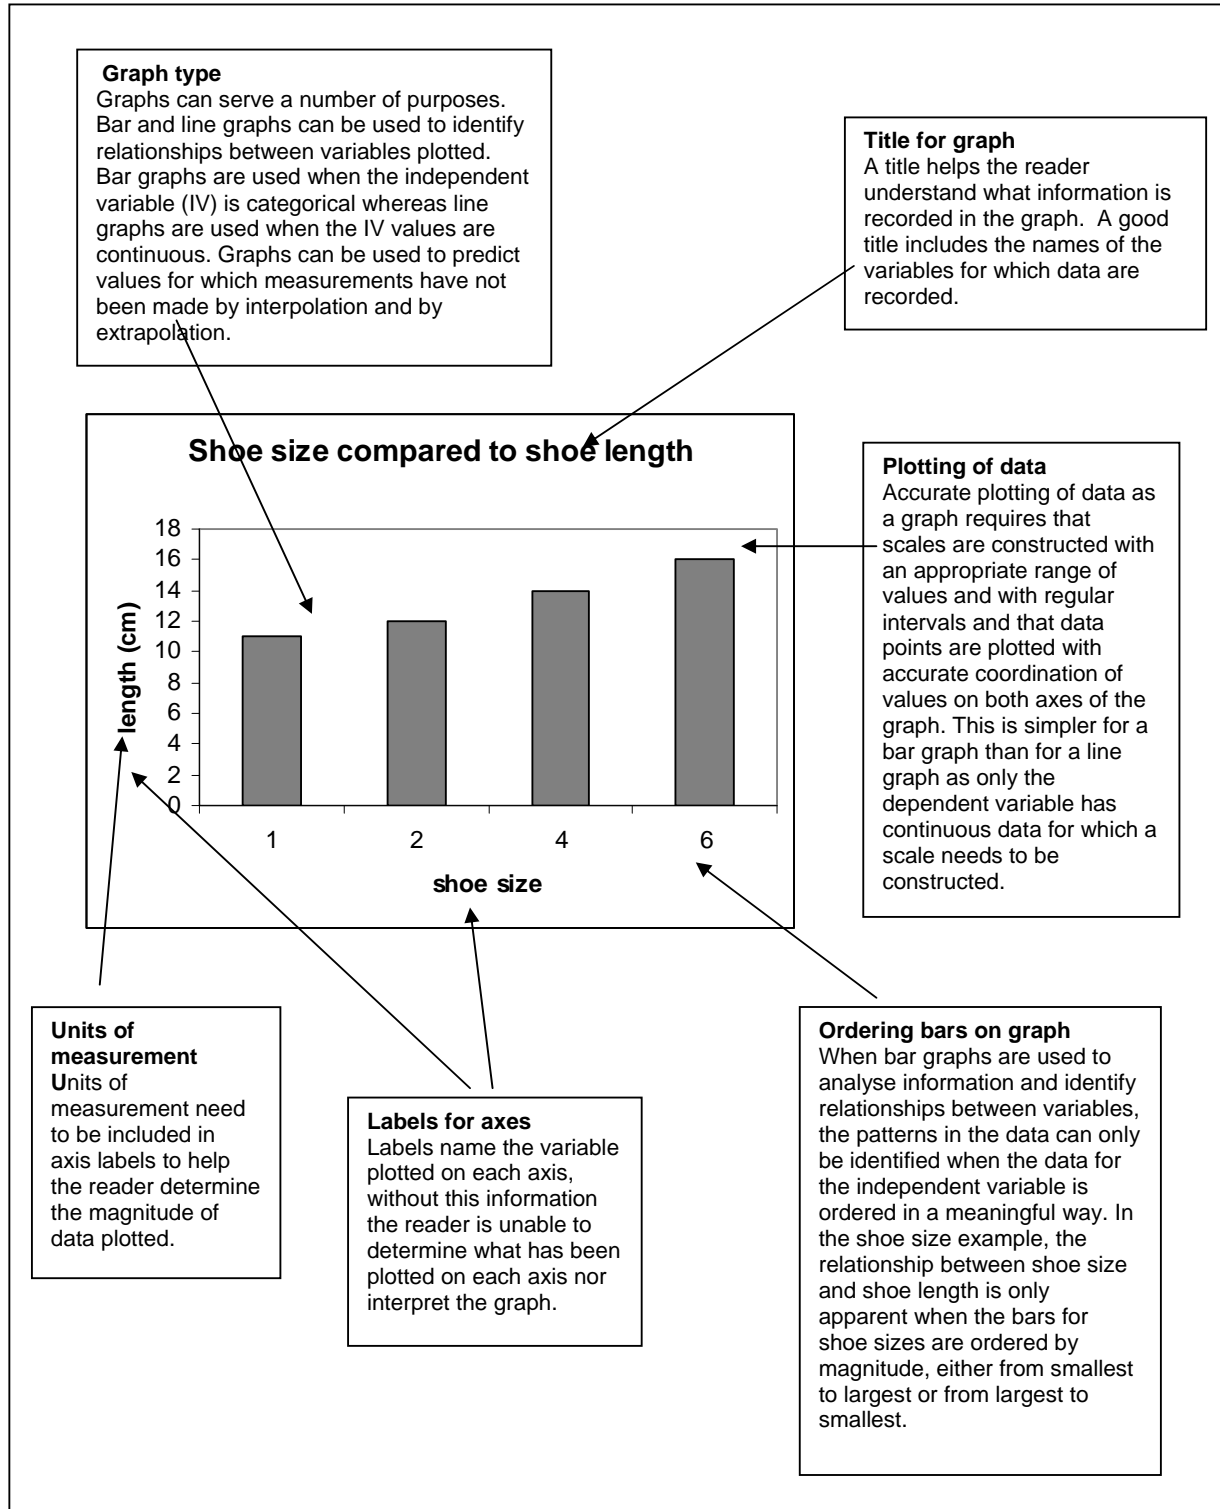 Graph type
Graphs can serve a number of purposes.
Bar and line graphs can be used to identify
relationships between variables plotted.
Bar graphs are used when the independent
variable (IV) is categorical whereas line
graphs are used when the IV values are
continuous. Graphs can be used to predict
values for which measurements have not
been made by interpolation and by
extrapolation.
Title for graph
A title helps the reader
understand what information is
recorded in the graph.  A good
title includes the names of the
variables for which data are
recorded.
Shoe size compared to shoe length
18
16
14
12
10
8
6
4
2
0
length (cm)
1 2 4 6
shoe size
Plotting of data
Accurate plotting of data as
a graph requires that
scales are constructed with
an appropriate range of
values and with regular
intervals and that data
points are plotted with
accurate coordination of
values on both axes of the
graph. This is simpler for a
bar graph than for a line
graph as only the
dependent variable has
continuous data for which a
scale needs to be
constructed.
Units of
measurement
Units of
measurement need
to be included in
axis labels to help
the reader determine
the magnitude of
data plotted.
Labels for axes
Labels name the variable
plotted on each axis,
without this information
the reader is unable to
determine what has been
plotted on each axis nor
interpret the graph.
Ordering bars on graph
When bar graphs are used to
analyse information and identify
relationships between variables,
the patterns in the data can only
be identified when the data for
the independent variable is
ordered in a meaningful way. In
the shoe size example, the
relationship between shoe size
and shoe length is only
apparent when the bars for
shoe sizes are ordered by
magnitude, either from smallest
to largest or from largest to
smallest.